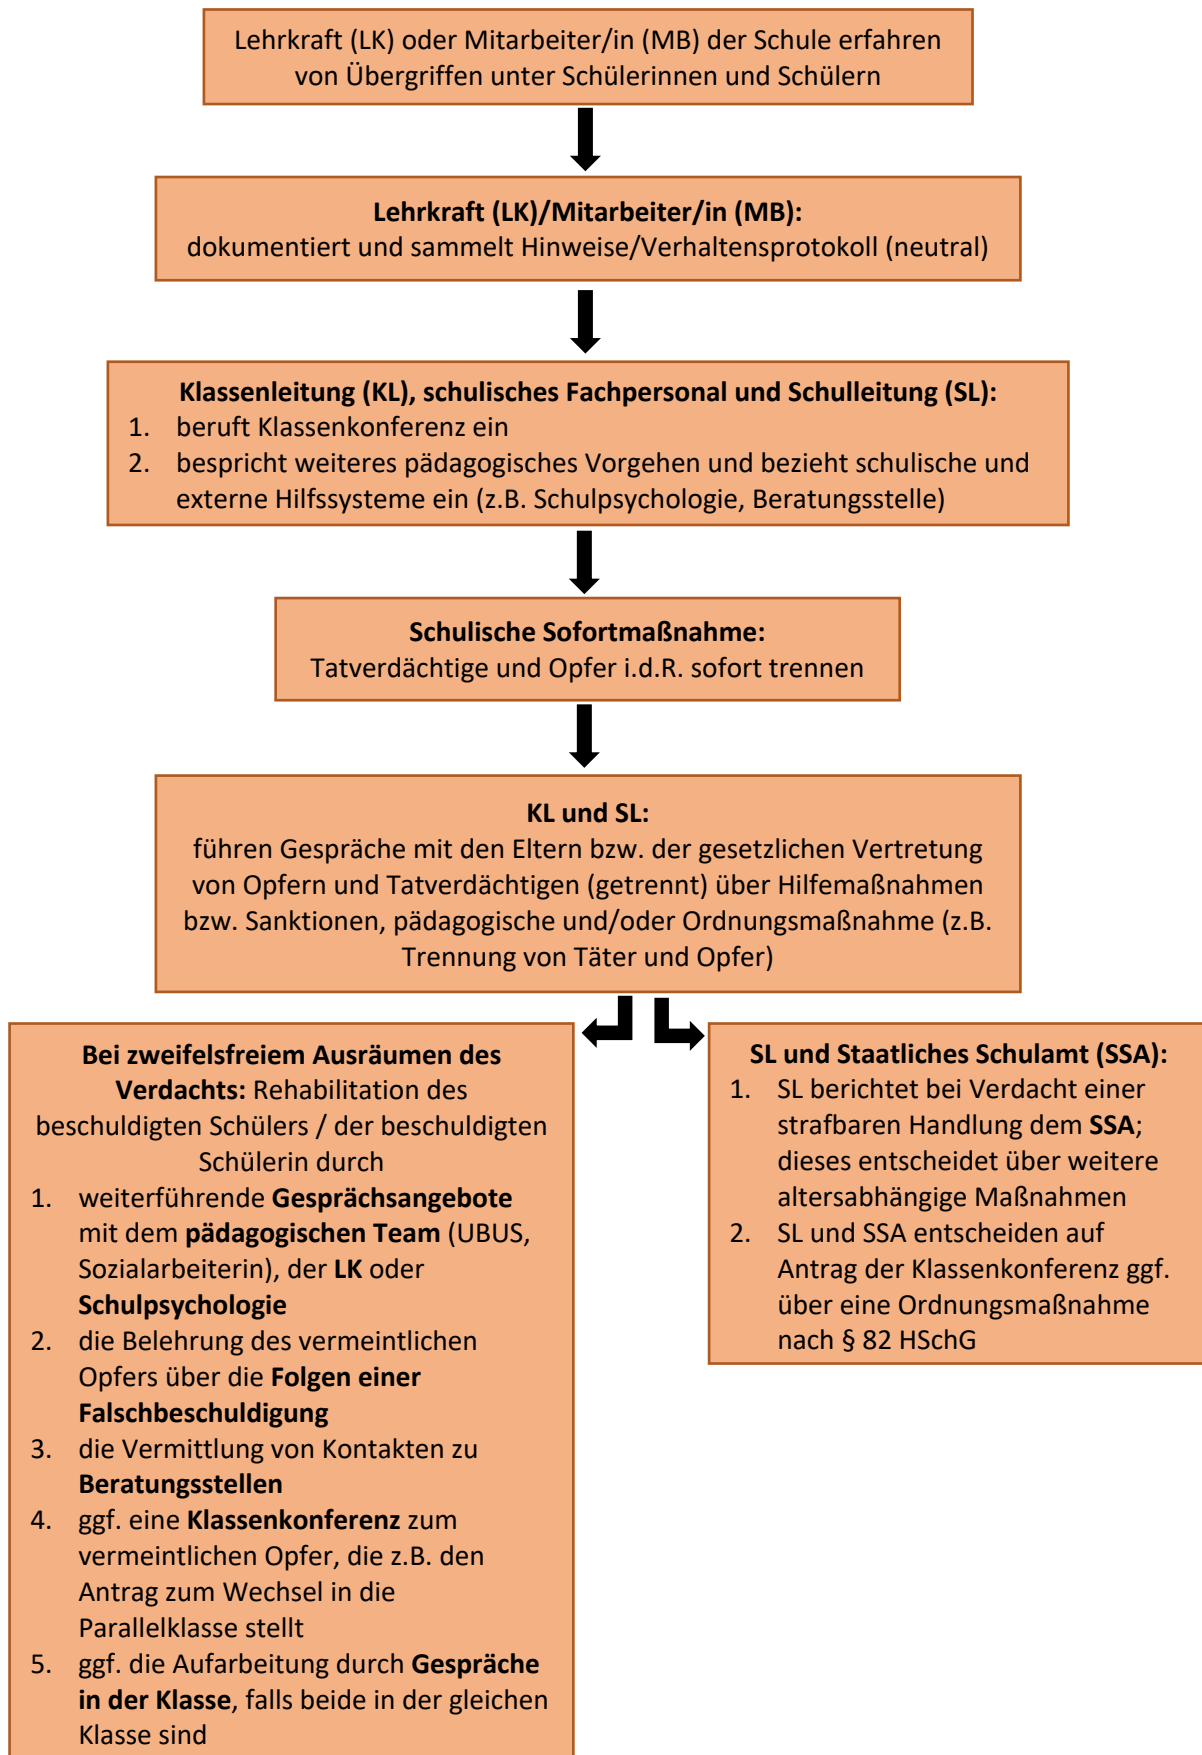 Lehrkraft (LK) oder Mitarbeiter/in (MB) der Schule erfahren
von Übergriffen unter Schülerinnen und Schülern
Lehrkraft (LK)/Mitarbeiter/in (MB):
dokumentiert und sammelt Hinweise/Verhaltensprotokoll (neutral)
Klassenleitung (KL), schulisches Fachpersonal und Schulleitung (SL):
1. beruft Klassenkonferenz ein
2. bespricht weiteres pädagogisches Vorgehen und bezieht schulische und
externe Hilfssysteme ein (z.B. Schulpsychologie, Beratungsstelle)
Schulische Sofortmaßnahme:
Tatverdächtige und Opfer i.d.R. sofort trennen
KL und SL:
führen Gespräche mit den Eltern bzw. der gesetzlichen Vertretung
von Opfern und Tatverdächtigen (getrennt) über Hilfemaßnahmen
bzw. Sanktionen, pädagogische und/oder Ordnungsmaßnahme (z.B.
Trennung von Täter und Opfer)
Bei zweifelsfreiem Ausräumen des
Verdachts: Rehabilitation des
beschuldigten Schülers / der beschuldigten
Schülerin durch
1. weiterführende Gesprächsangebote
mit dem pädagogischen Team (UBUS,
Sozialarbeiterin), der LK oder
Schulpsychologie
2. die Belehrung des vermeintlichen
Opfers über die Folgen einer
Falschbeschuldigung
3. die Vermittlung von Kontakten zu
Beratungsstellen
4. ggf. eine Klassenkonferenz zum
vermeintlichen Opfer, die z.B. den
Antrag zum Wechsel in die
Parallelklasse stellt
5. ggf. die Aufarbeitung durch Gespräche
in der Klasse, falls beide in der gleichen
Klasse sind
SL und Staatliches Schulamt (SSA):
1. SL berichtet bei Verdacht einer
strafbaren Handlung dem SSA;
dieses entscheidet über weitere
altersabhängige Maßnahmen
2. SL und SSA entscheiden auf
Antrag der Klassenkonferenz ggf.
über eine Ordnungsmaßnahme
nach § 82 HSchG